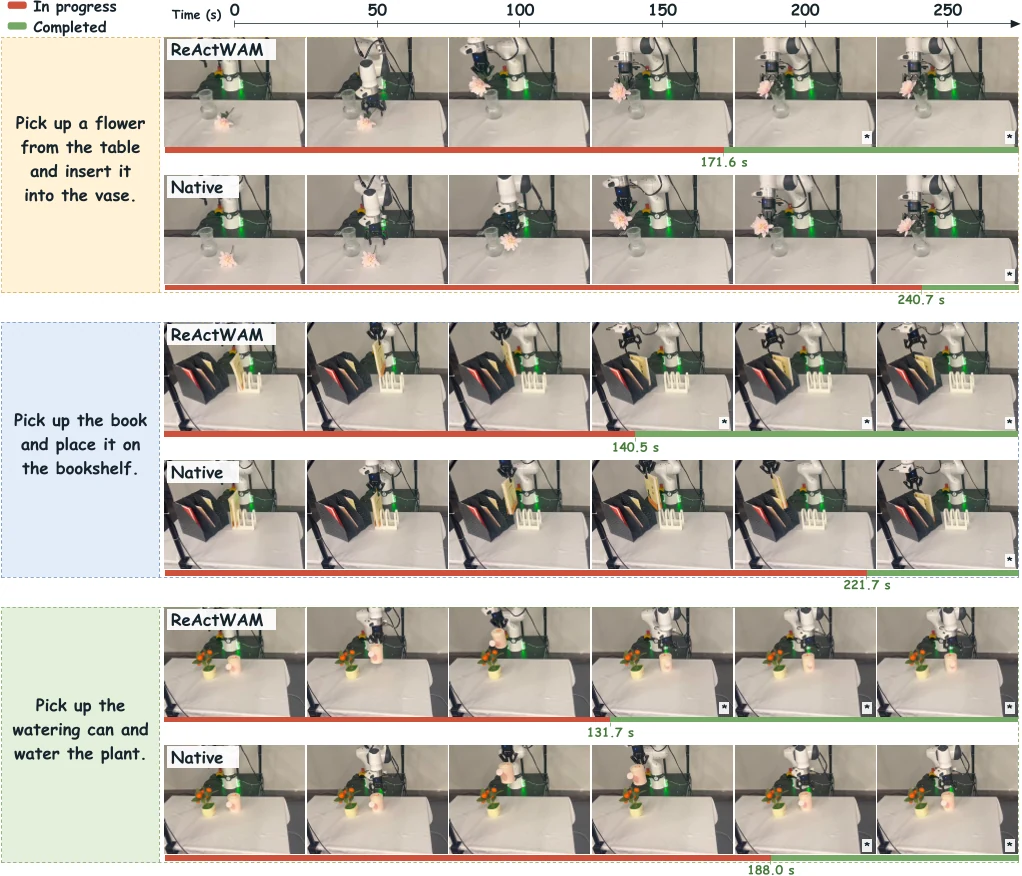 In progress
Completed
Time (s) 0 50 100 150 200 250
Pick up a flower
from the table
and insert it
into the vase.
ReActWAM
* *
171.6 s
Native
*
240.7 s
Pick up the book
and place it on
the bookshelf.
ReActWAM
* * *
140.5 s
Native
*
221.7 s
Pick up the
watering can and
water the plant.
ReActWAM
* * *
131.7 s
Native
* *
188.0 s